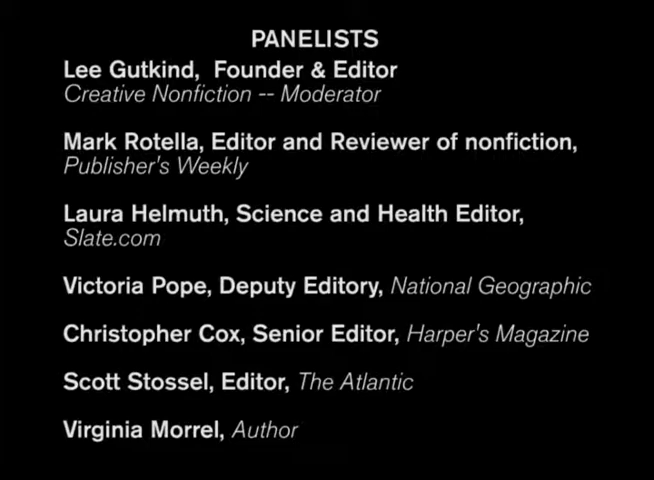 PANELISTS
Lee Gutkind, Founder & Editor
Creative Nonfiction -- Moderator
Mark Rotella, Editor and Reviewer of nonfiction,
Publisher's Weekly
Laura Helmuth, Science and Health Editor,
Slate.com
Victoria Pope, Deputy Editory, National Geographic
Christopher Cox, Senior Editor, Harper's Magazine
Scott Stossel, Editor, The Atlantic
Virginia Morrel, Author